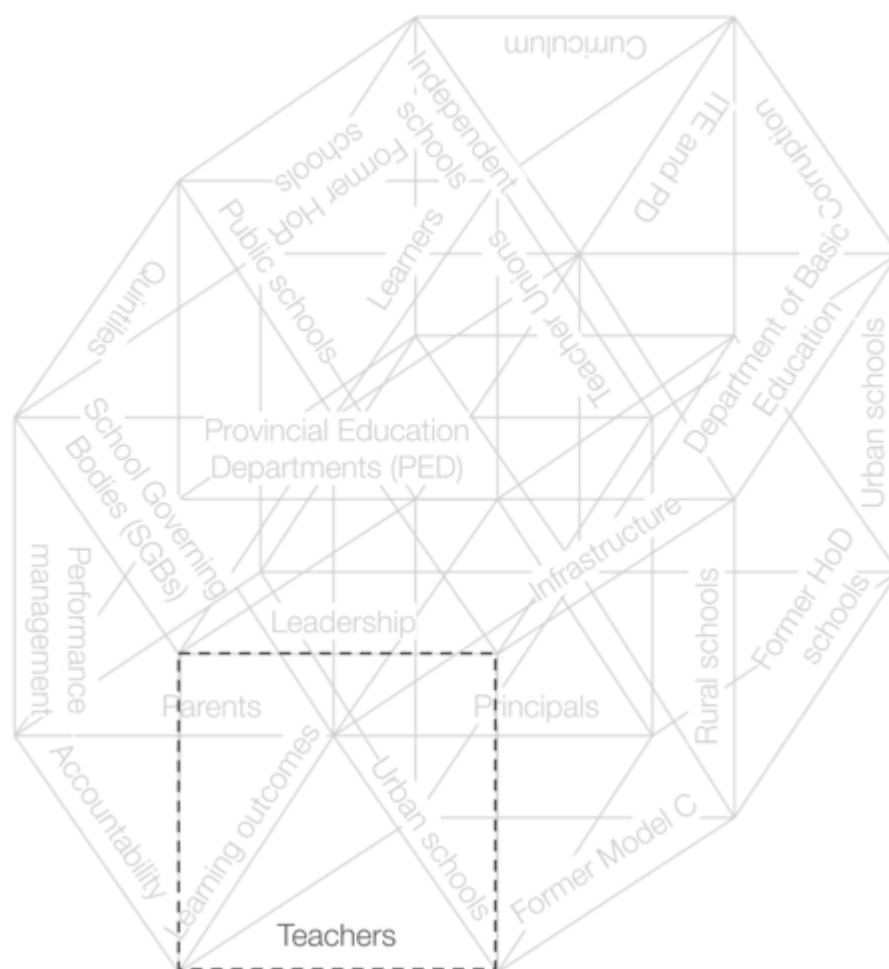 Curriculum
Independent
schools
ITE and PD
Corruption
Former HoR
schools
Public schools
Learners
Teacher Unions
Department of Basic
Education
Quintiles
Urban schools
School Governing
Bodies (SGBs)
Provincial Education
Departments (PED)
Performance
management
Infrastructure
Former HoD
schools
Leadership
Rural schools
Parents
Principals
Accountability
Learning outcomes
Urban schools
Former Model C
Teachers